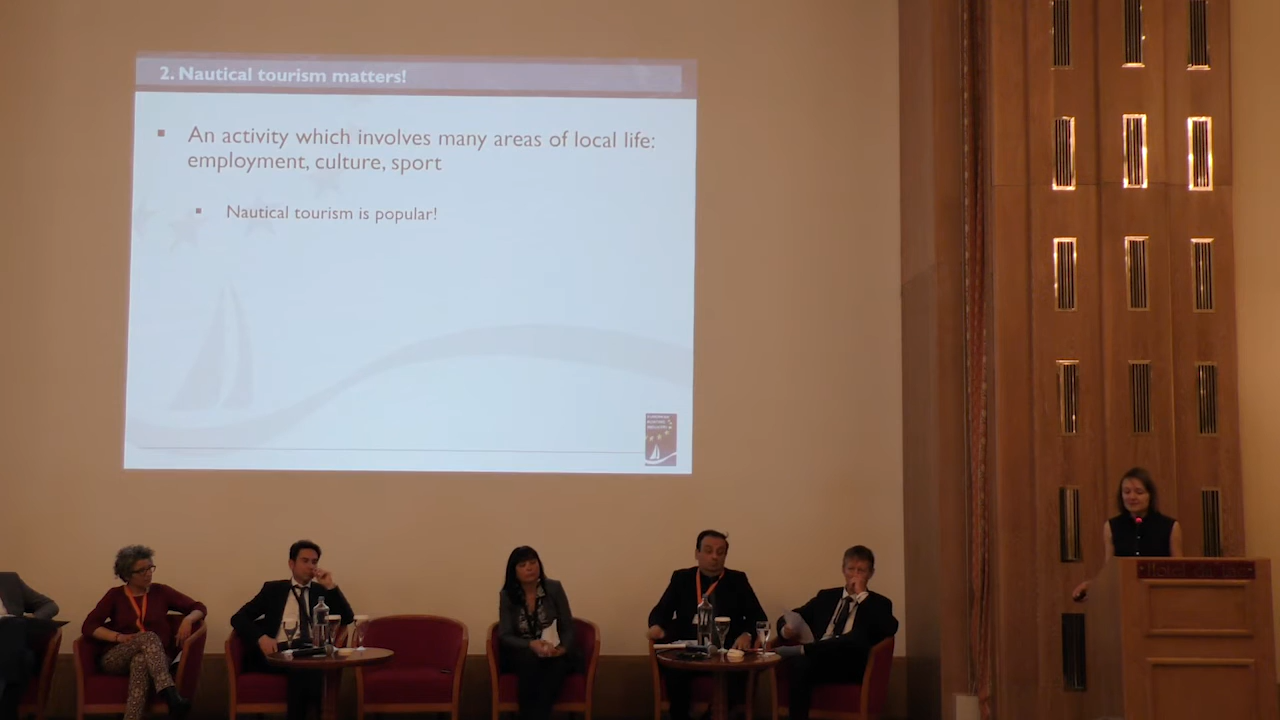 2. Nautical tourism matters!
▪ An activity which involves many areas of local life:
employment, culture, sport
▪ Nautical tourism is popular!